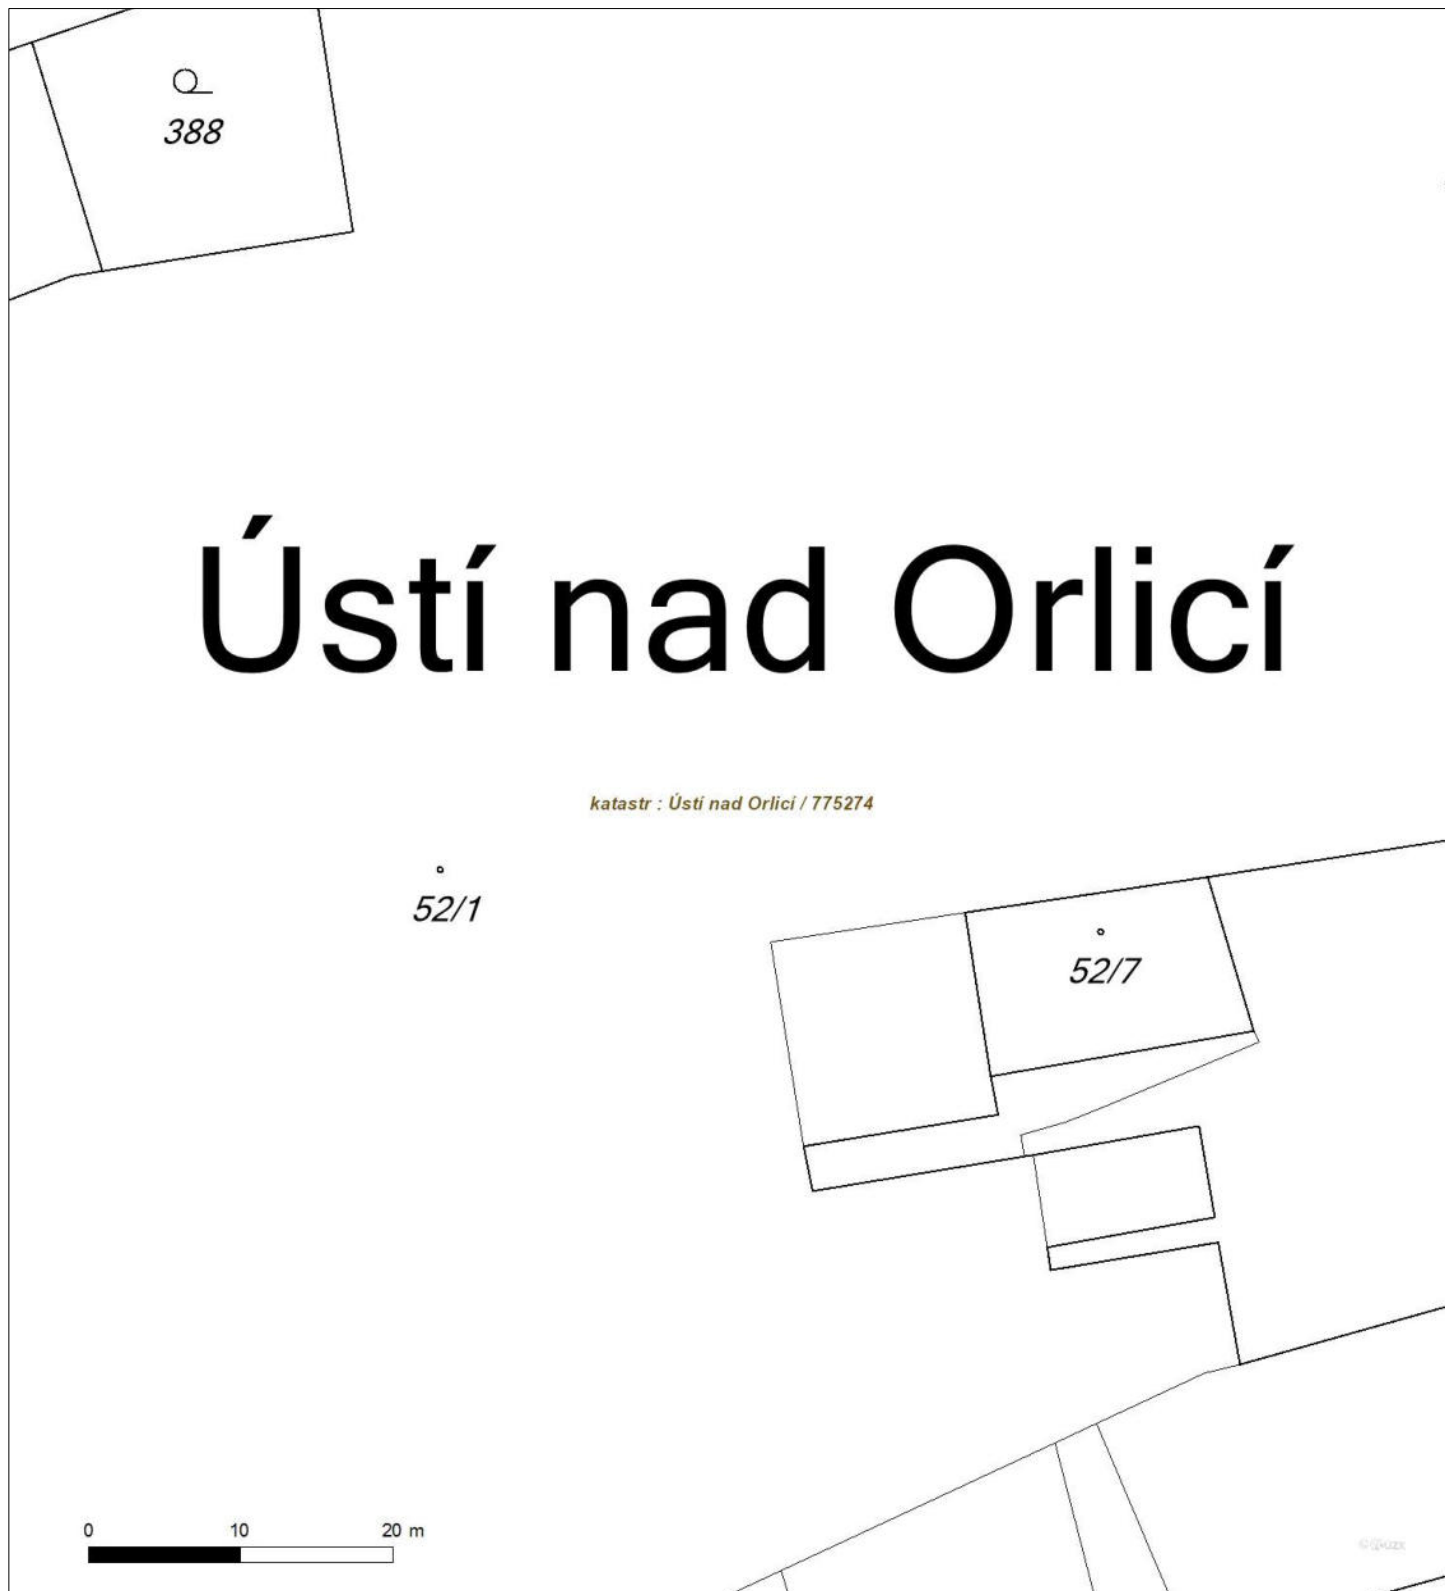 388
Ústí nad Orlicí
katastr : Ústí nad Orlicí / 775274
52/1
52/7
0 10 20 m